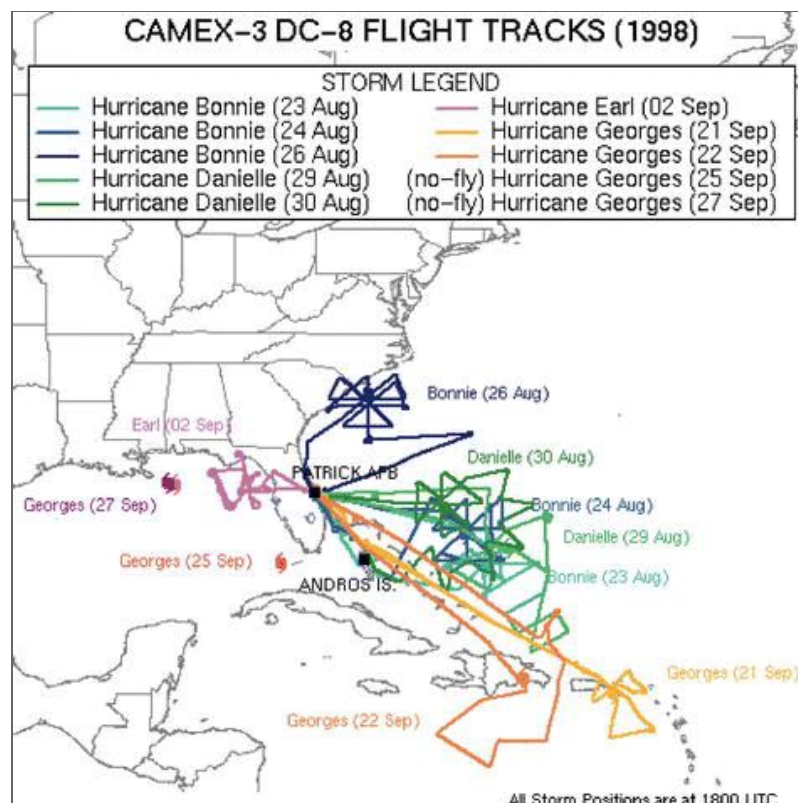 CAMEX-3 DC-8 FLIGHT TRACKS (1998)
STORM LEGEND
Hurricane Bonnie (23 Aug)
Hurricane Bonnie (24 Aug)
Hurricane Bonnie (26 Aug)
Hurricane Danielle (29 Aug)
Hurricane Danielle (30 Aug)
Hurricane Earl (02 Sep)
Hurricane Georges (21 Sep)
Hurricane Georges (22 Sep)
(no-fly) Hurricane Georges (25 Sep)
(no-fly) Hurricane Georges (27 Sep)
Bonnie (26 Aug)
Earl (02 Sep)
Danielle (30 Aug)
PATRICK AFB
Georges (27 Sep)
Bonnie (24 Aug)
Danielle (29 Aug)
Georges (25 Sep)
Bonnie (23 Aug)
ANDROS IS.
Georges (21 Sep)
Georges (22 Sep)
All Storm Positions are at 1800 UTC